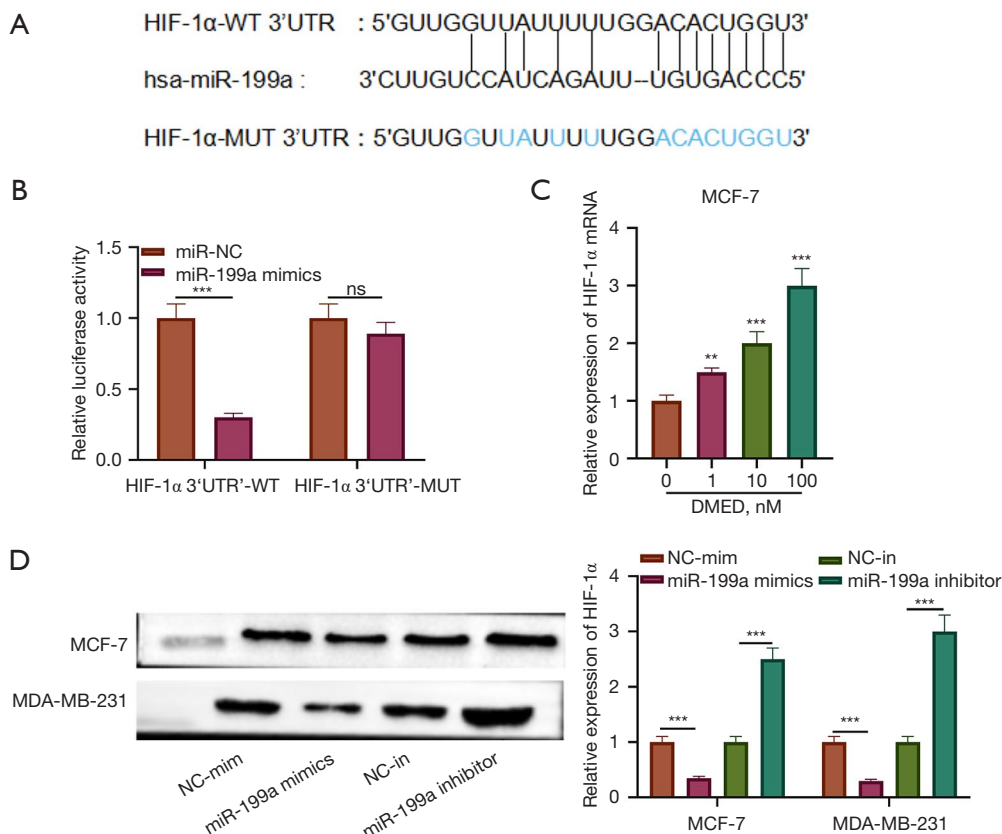 A
HIF-1α-WT 3'UTR : 5'GUUGGUUAUUUUUGGACACUGGU3'
hsa-miR-199a : 3'CUUGUCCAUCAGAUU--UGUGACCC5'
HIF-1α-MUT 3'UTR : 5'GUUGGUUAUUUUUGGACACUGGU3'
B
Relative luciferase activity
1.5
1.0
0.5
0.0
miR-NC
miR-199a mimics
***
ns
HIF-1α 3‘UTR’-WT HIF-1α 3‘UTR’-MUT
C
MCF-7
Relative expression of HIF-1α mRNA
4
3
2
1
0
**
***
***
0 1 10 100
DMED, nM
D
MCF-7
MDA-MB-231
NC-mim
miR-199a mimics
NC-in
miR-199a inhibitor
NC-mim NC-in
miR-199a mimics miR-199a inhibitor
Relative expression of HIF-1α
4
3
2
1
0
***
***
***
***
MCF-7 MDA-MB-231